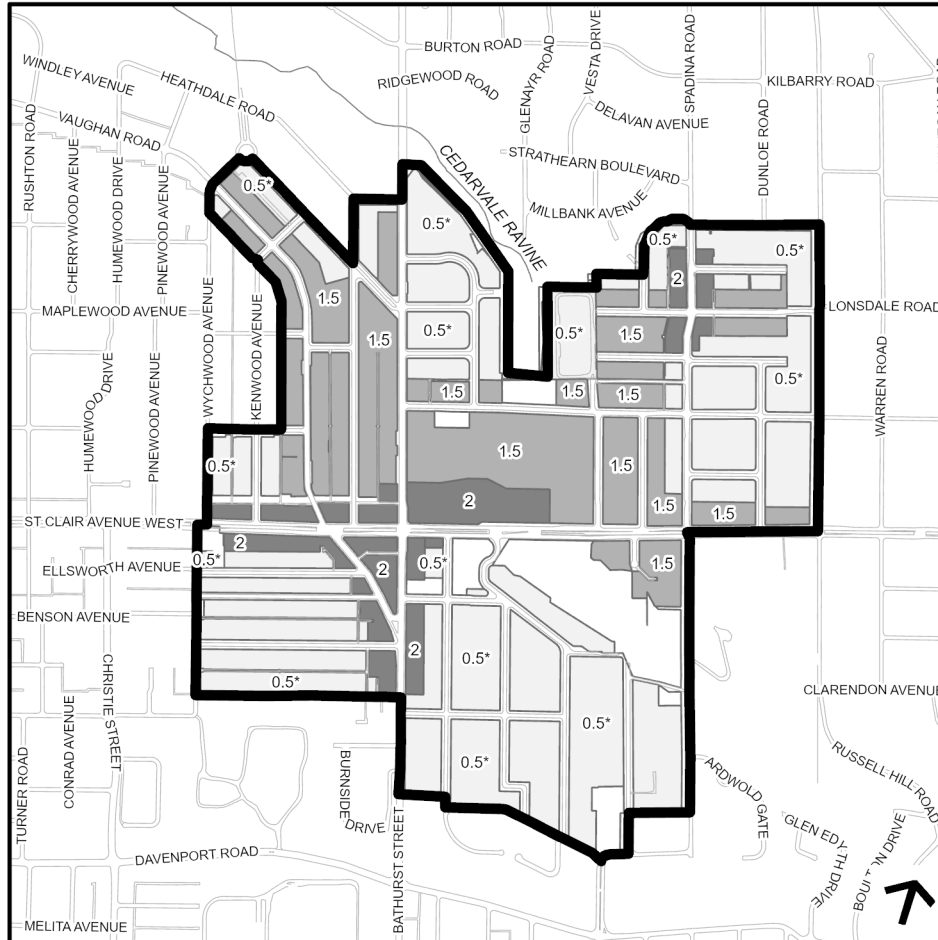 BURTON ROAD
WINDLEY AVENUE
HEATHDALE ROAD
RIDGEWOOD ROAD
GLENAYR ROAD
VESTA DRIVE
SPADINA ROAD
KILBARRY ROAD
DELAVAN AVENUE
DUNLOE ROAD
RUSHTON ROAD
VAUGHAN ROAD
CHERRYWOOD AVENUE
HUMEWOOD DRIVE
PINEWOOD AVENUE
STRATHEARN BOULEVARD
CEDARVALE RAVINE
MILLBANK AVENUE
0.5*
0.5*
0.5*
0.5*
2
1.5
MAPLEWOOD AVENUE
LONSDALE ROAD
WYCHWOOD AVENUE
KENWOOD AVENUE
1.5
0.5*
0.5*
1.5
WARREN ROAD
0.5*
1.5
1.5
1.5
HUMEWOOD DRIVE
PINEWOOD AVENUE
0.5*
1.5
1.5
2
1.5
1.5
ST CLAIR AVENUE WEST
2
0.5*
ELLSWORTH AVENUE
2
0.5*
1.5
BENSON AVENUE
0.5*
2
0.5*
CHRISTIE STREET
CLARENDON AVENUE
CONRAD AVENUE
0.5*
RUSSELL HILL ROAD
TURNER ROAD
0.5*
BURNSIDE DRIVE
BATHURST STREET
ARDWOLD GATE
GLEN EDYTH DRIVE
BOULTON DRIVE
DAVENPORT ROAD
MELITA AVENUE